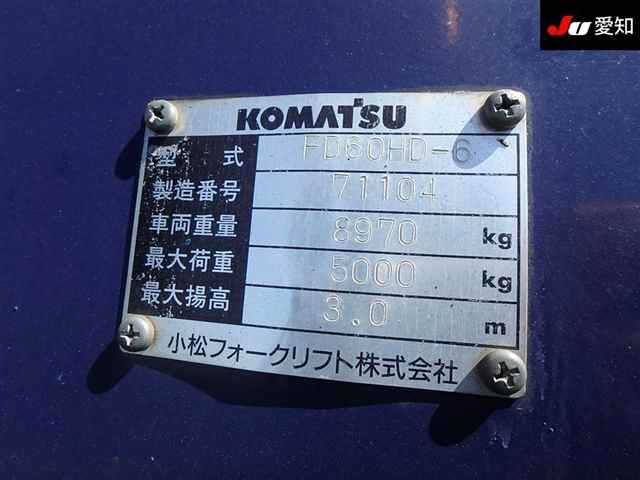 Ju 愛知
KOMATSU
型式 FD60HD-6
製造番号 71104
車両重量 8970 kg
最大荷重 5000 kg
最大揚高 3.0 m
小松フォークリフト株式会社